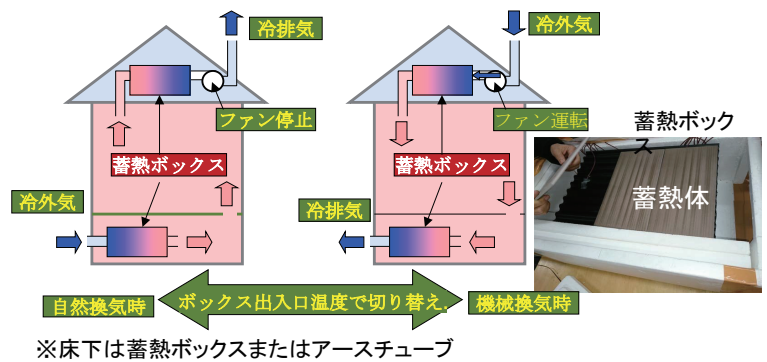 冷排気
ファン停止
蓄熱ボックス
冷外気
自然換気時
冷外気
ファン運転
蓄熱ボックス
冷排気
機械換気時
ボックス出入口温度で切り替え.
蓄熱ボック
ス
蓄熱体
※床下は蓄熱ボックスまたはアースチューブ